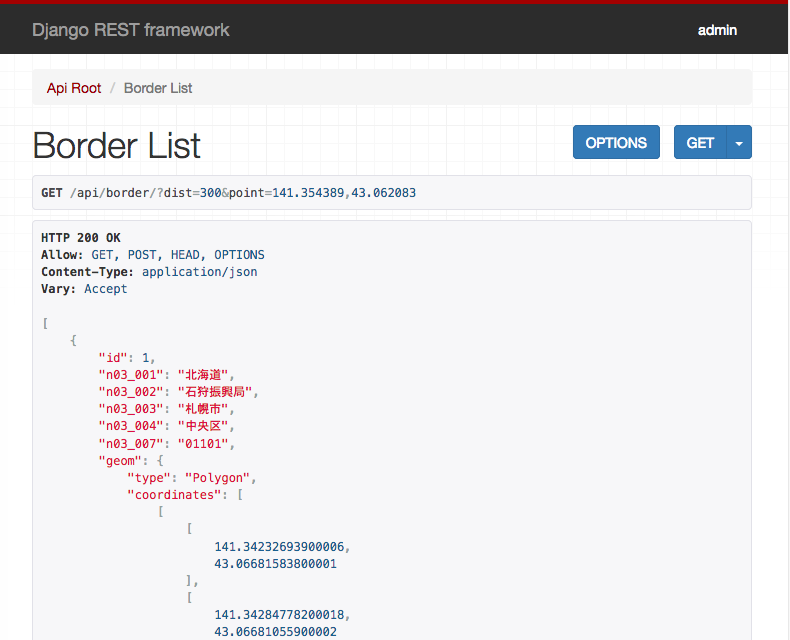 Django REST framework admin
Api Root / Border List
Border List OPTIONS GET
GET /api/border/?dist=300&point=141.354389,43.062083
HTTP 200 OK
Allow: GET, POST, HEAD, OPTIONS
Content-Type: application/json
Vary: Accept
[
{
"id": 1,
"n03_001": "北海道",
"n03_002": "石狩振興局",
"n03_003": "札幌市",
"n03_004": "中央区",
"n03_007": "01101",
"geom": {
"type": "Polygon",
"coordinates": [
[
[
141.34232693900006,
43.06681583800001
],
[
141.34284778200018,
43.06681055900002